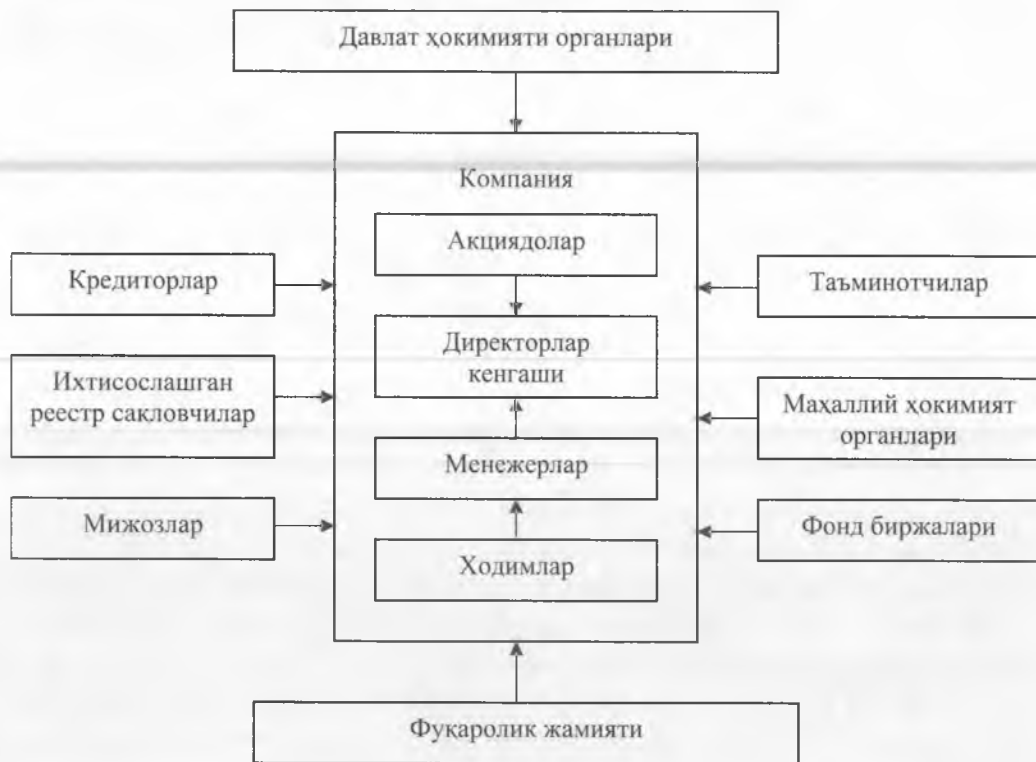 Давлат ҳокимияти органлари
Компания
Акциядолар
Кредиторлар
Таъминотчилар
Директорлар
кенгаши
Ихтисослашган
реестр сакловчилар
Маҳаллий ҳокимият
органлари
Менежерлар
Мижозлар
Фонд биржалари
Ходимлар
Фуқаролик жамияти